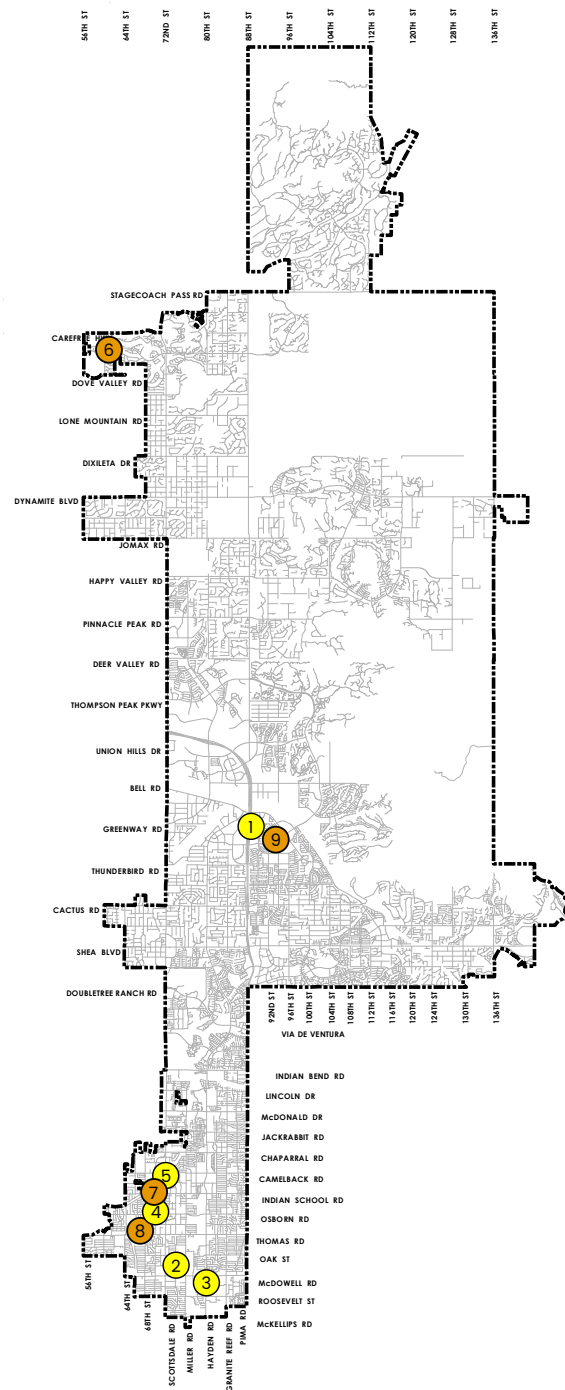 56TH ST
64TH ST
72ND ST
80TH ST
88TH ST
96TH ST
104TH ST
112TH ST
120TH ST
128TH ST
136TH ST
STAGECOACH PASS RD
6
DOVE VALLEY RD
LONE MOUNTAIN RD
DIXILETA DR
DYNAMITE BLVD
JOMAX RD
HAPPY VALLEY RD
PINNACLE PEAK RD
DEER VALLEY RD
THOMPSON PEAK PKWY
UNION HILLS DR
BELL RD
1
GREENWAY RD
9
THUNDERBIRD RD
CACTUS RD
SHEA BLVD
DOUBLETREE RANCH RD
92ND ST
96TH ST
100TH ST
104TH ST
108TH ST
112TH ST
116TH ST
120TH ST
124TH ST
130TH ST
136TH ST
VIA DE VENTURA
INDIAN BEND RD
LINCOLN DR
McDONALD DR
JACKRABBIT RD
CHAPARRAL RD
5
CAMELBACK RD
7
INDIAN SCHOOL RD
4
OSBORN RD
8
THOMAS RD
OAK ST
2
3
McDOWELL RD
ROOSEVELT ST
McKELLIPS RD
56TH ST
64TH ST
68TH ST
SCOTTSDALE RD
MILLER RD
HAYDEN RD
GRANITE REEF RD
PIMA RD